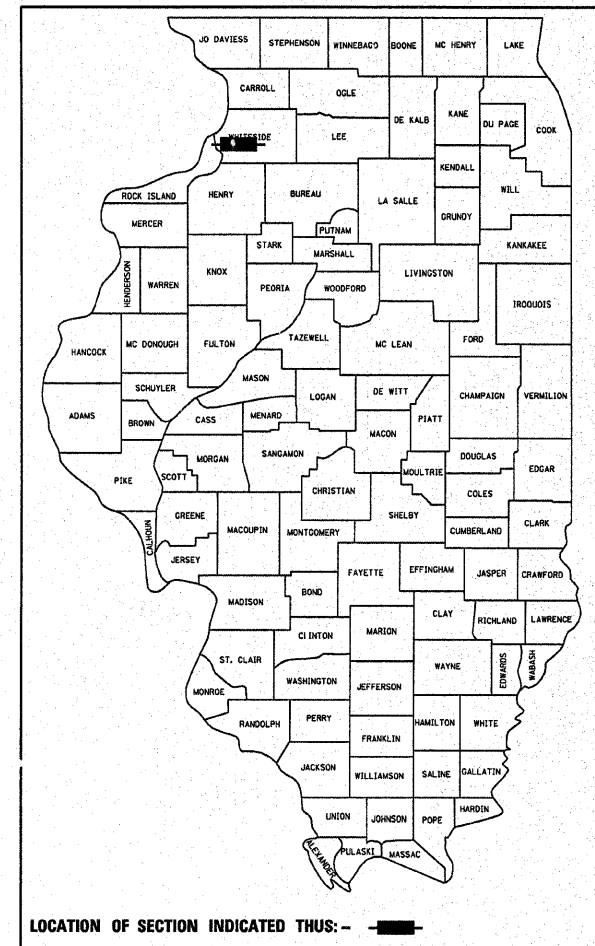 JO DAVIESS STEPHENSON WINNEBAGO BOONE MC HENRY LAKE
CARROLL OGLE DE KALB KANE DU PAGE COOK
WHITESIDE LEE
KENDALL WILL
ROCK ISLAND HENRY BUREAU LA SALLE GRUNDY
MERCER PUTNAM KANKAKEE
STARK MARSHALL
HENDERSON WARREN KNOX PEORIA WOODFORD LIVINGSTON IROQUOIS
HANCOCK MC DONOUGH FULTON TAZEWELL MC LEAN FORD
SCHUYLER MASON
ADAMS BROWN CASS MENARD LOGAN DE WITT PIATT CHAMPAIGN VERMILION
MACON
PIKE SCOTT MORGAN SANGAMON MOULTRIE DOUGLAS EDGAR
CHRISTIAN COLES
CALHOUN GREENE MACOUPIN MONTGOMERY SHELBY CUMBERLAND CLARK
JERSEY
FAYETTE EFFINGHAM JASPER CRAWFORD
MADISON BOND
CLAY RICHLAND LAWRENCE
CLINTON MARION
ST. CLAIR WAYNE EDWARDS WABASH
WASHINGTON JEFFERSON
MONROE
RANDOLPH PERRY HAMILTON WHITE
FRANKLIN
JACKSON WILLIAMSON SALINE GALLATIN
UNION JOHNSON POPE HARDIN
ALEXANDER PULASKI MASSAC
LOCATION OF SECTION INDICATED THUS: -